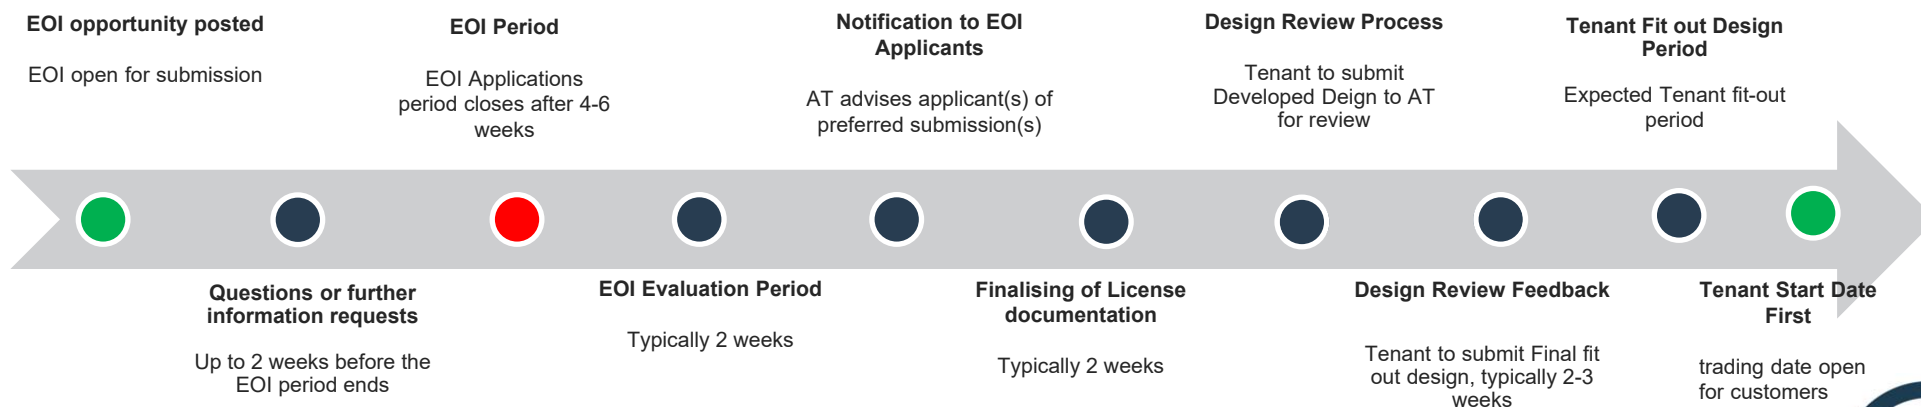 EOI opportunity posted
EOI open for submission
EOI Period
EOI Applications
period closes after 4-6
weeks
Notification to EOI
Applicants
AT advises applicant(s) of
preferred submission(s)
Design Review Process
Tenant to submit
Developed Deign to AT
for review
Tenant Fit out Design
Period
Expected Tenant fit-out
period
Questions or further
information requests
Up to 2 weeks before the
EOI period ends
EOI Evaluation Period
Typically 2 weeks
Finalising of License
documentation
Typically 2 weeks
Design Review Feedback
Tenant to submit Final fit
out design, typically 2-3
weeks
Tenant Start Date
First
trading date open
for customers